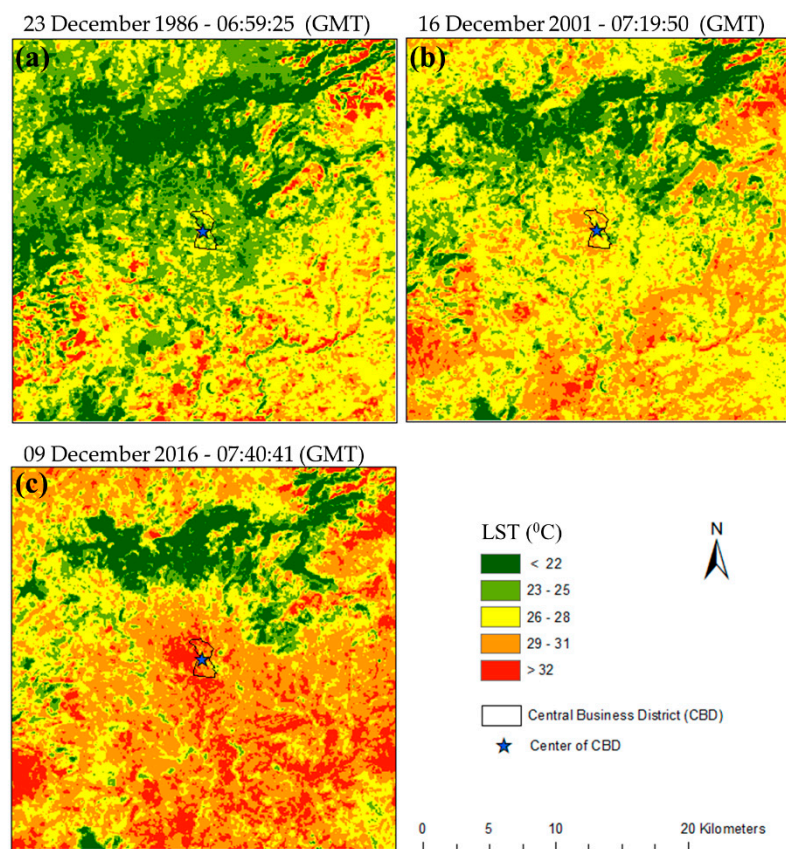 23 December 1986 - 06:59:25 (GMT)
16 December 2001 - 07:19:50 (GMT)
(a)
(b)
09 December 2016 - 07:40:41 (GMT)
(c)
LST (⁰C)
N
< 22
23 - 25
26 - 28
29 - 31
> 32
Central Business District (CBD)
Center of CBD
0 5 10 20 Kilometers